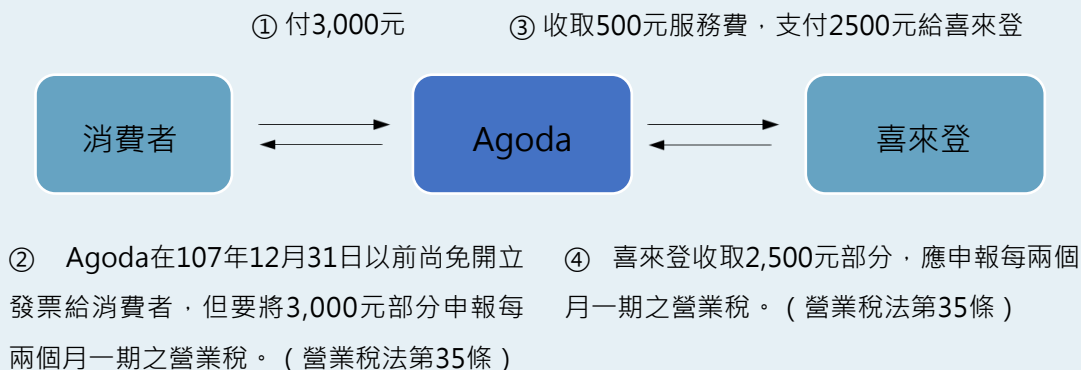 ① 付3,000元
③ 收取500元服務費，支付2500元給喜來登
消費者
Agoda
喜來登
② Agoda在107年12月31日以前尚免開立
發票給消費者，但要將3,000元部分申報每
兩個月一期之營業稅。（營業稅法第35條）
④ 喜來登收取2,500元部分，應申報每兩個
月一期之營業稅。（營業稅法第35條）